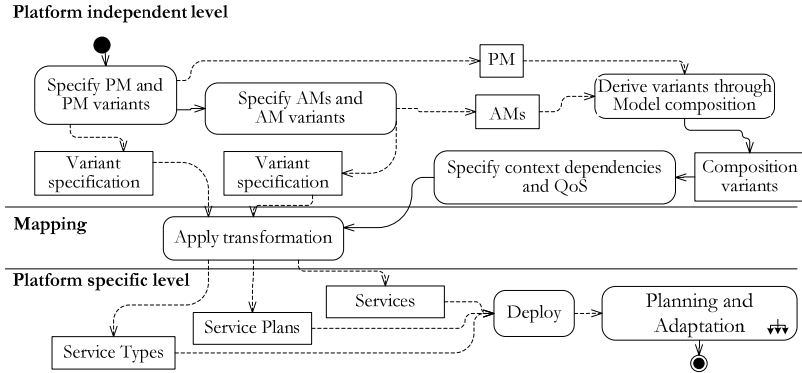 Platform independent level
PM
Specify PM and
PM variants
Specify AMs and
AM variants
AMs
Derive variants through
Model composition
Variant
specification
Variant
specification
Specify context dependencies
and QoS
Composition
variants
Mapping
Apply transformation
Platform specific level
Services
Service Plans
Service Types
Deploy
Planning and
Adaptation